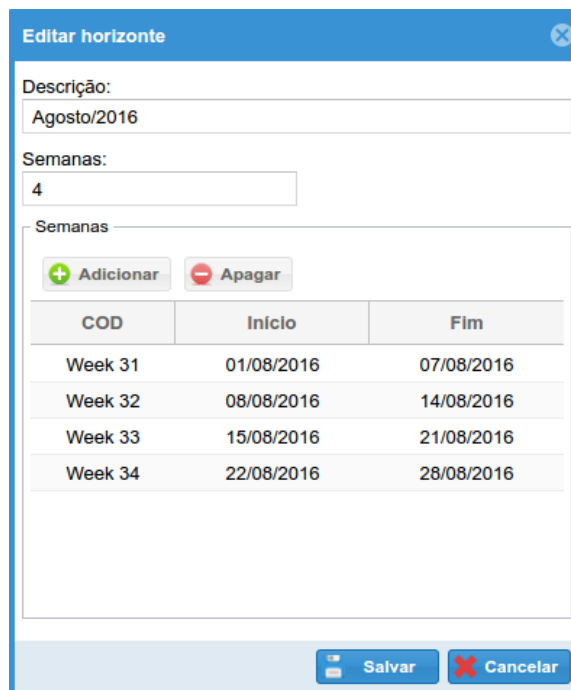 Editar horizonte
Descrição:
Agosto/2016
Semanas:
4
Semanas
Adicionar Apagar
COD Início Fim
Week 31 01/08/2016 07/08/2016
Week 32 08/08/2016 14/08/2016
Week 33 15/08/2016 21/08/2016
Week 34 22/08/2016 28/08/2016
Salvar Cancelar